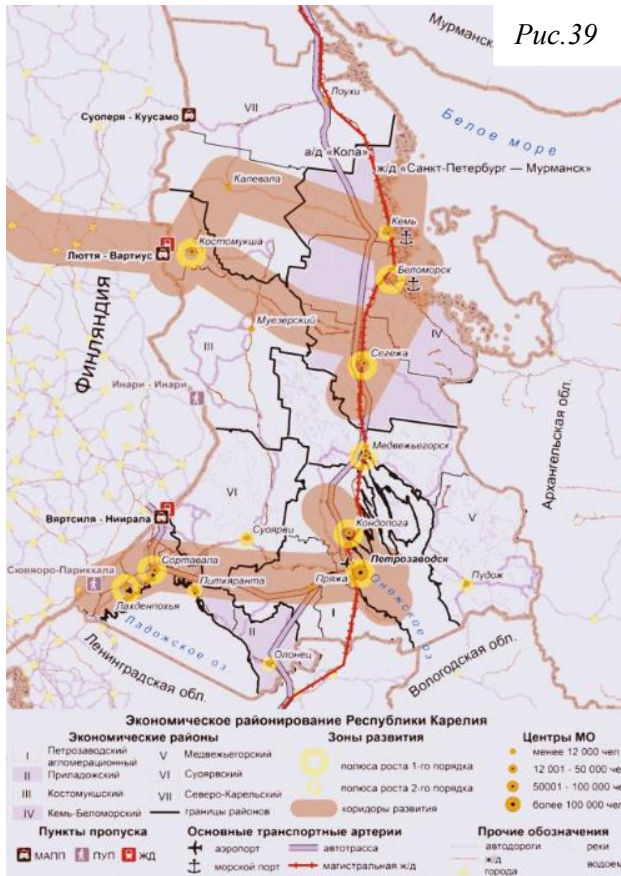 Рис.39
Мурманск
Белое море
Лоухи
VII
Суоперя - Куусамо
а/д «Кола»
ж/д «Санкт-Петербург — Мурманск»
Калевала
Кемь
Костомукша
Люття - Вартиус
Беломорск
Муезерский
IV
Финляндия
III
Сегежа
Инари - Инари
Архангельская обл.
Медвежьегорск
VI
V
Вяртсиля - Ниирала
Суоярви
Кондопога
Петрозаводск
Сортавала
Сювяоро-Париккала
Питкяранта
Пряжа
Онежское оз.
Пудож
Лахденпохья
I
Ладожское оз.
II
Олонец
Ленинградская обл.
Вологодская обл.
Экономическое районирование Республики Карелия
Экономические районы
I Петрозаводский агломерационный
II Приладожский
III Костомукшский
IV Кемь-Беломорский
V Медвежьегорский
VI Суоярвский
VII Северо-Карельский
границы районов
Зоны развития
полюса роста 1-го порядка
полюса роста 2-го порядка
коридоры развития
Центры МО
менее 12 000 чел
12 001 - 50 000 чел
50001 - 100 000 чел
более 100 000 чел
Пункты пропуска
МАПП ПУП ЖД
Основные транспортные артерии
аэропорт
морской порт
автотрасса
магистральная ж/д
Прочие обозначения
автодороги
ж/д
города
реки
водоем